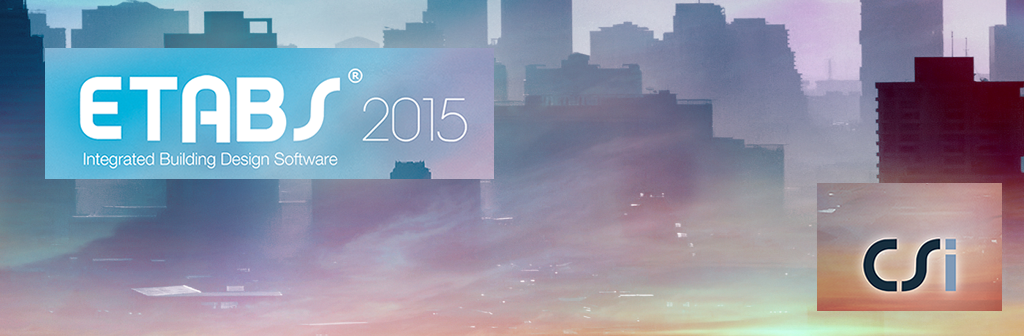 ETABS® 2015
Integrated Building Design Software
CSi